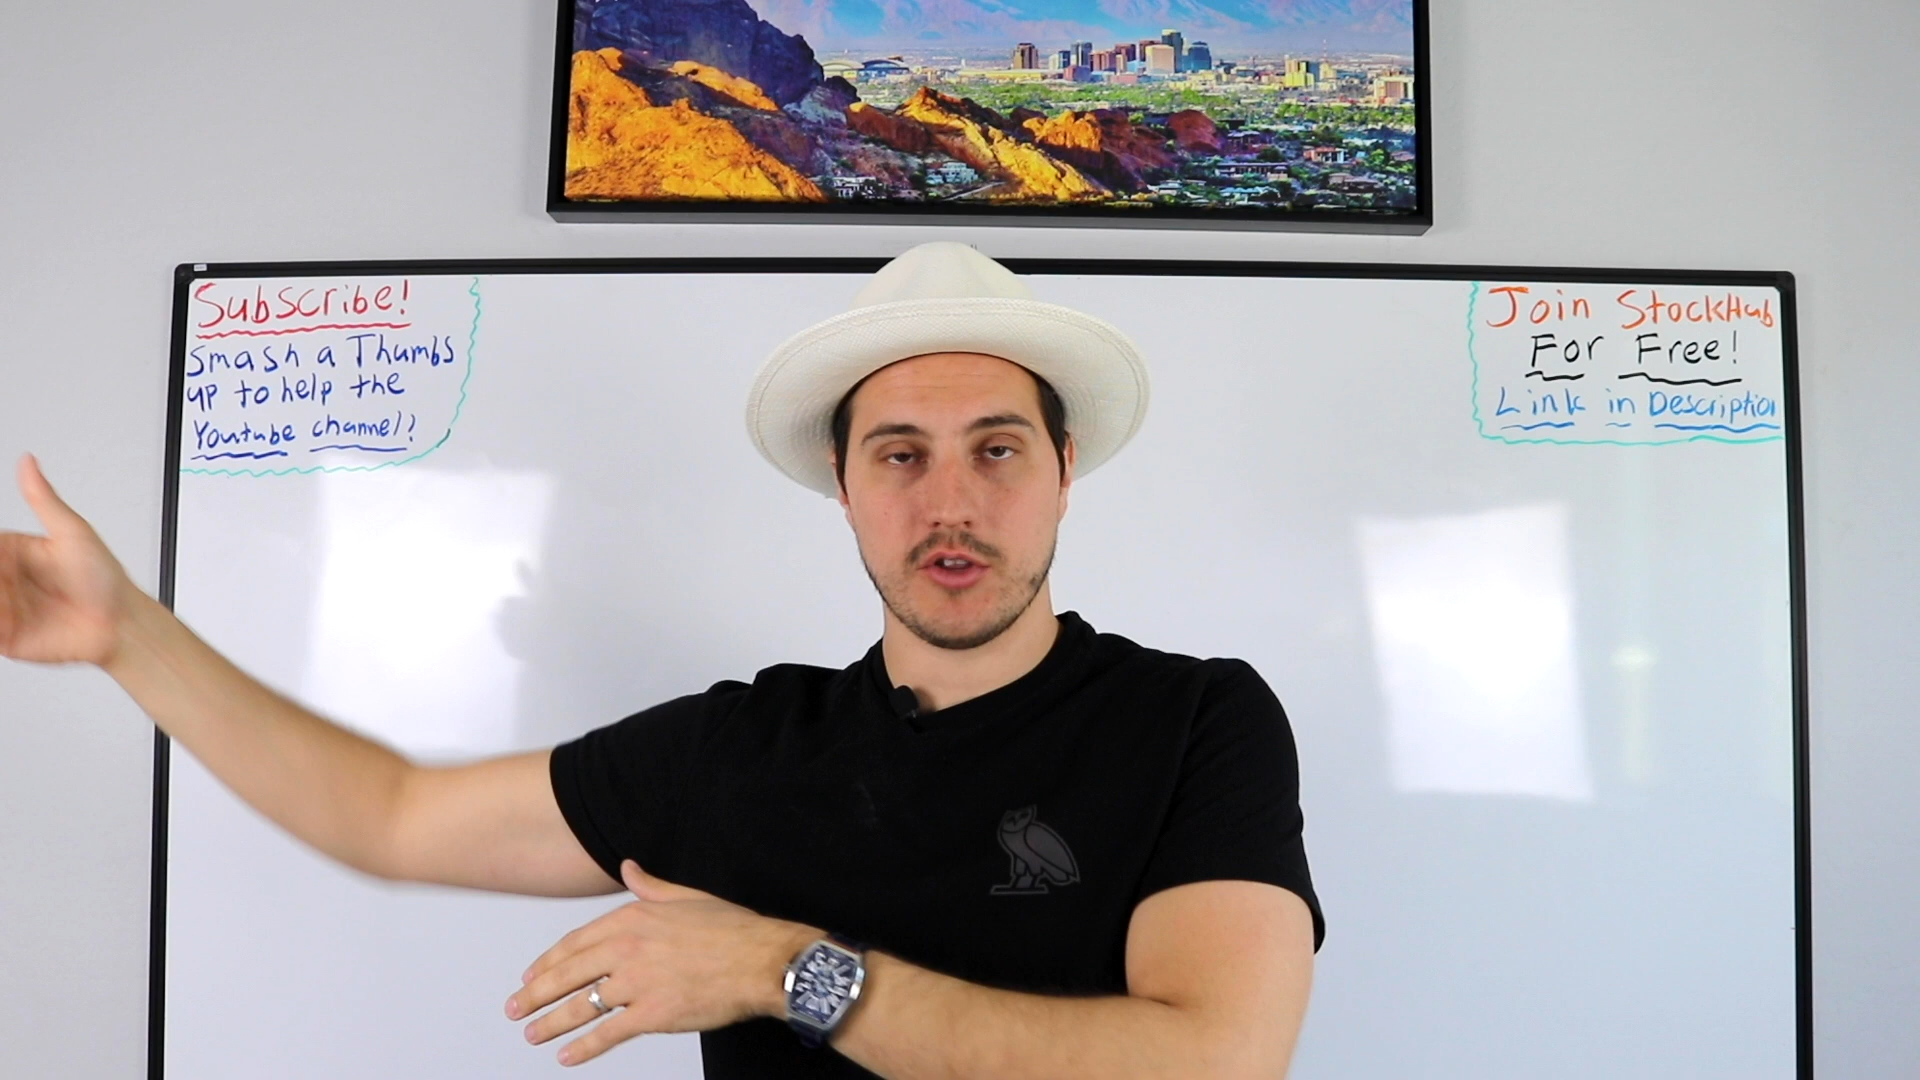 Subscribe!
Smash a Thumbs
up to help the
Youtube channel!
Join StockHub
For Free!
Link in Description